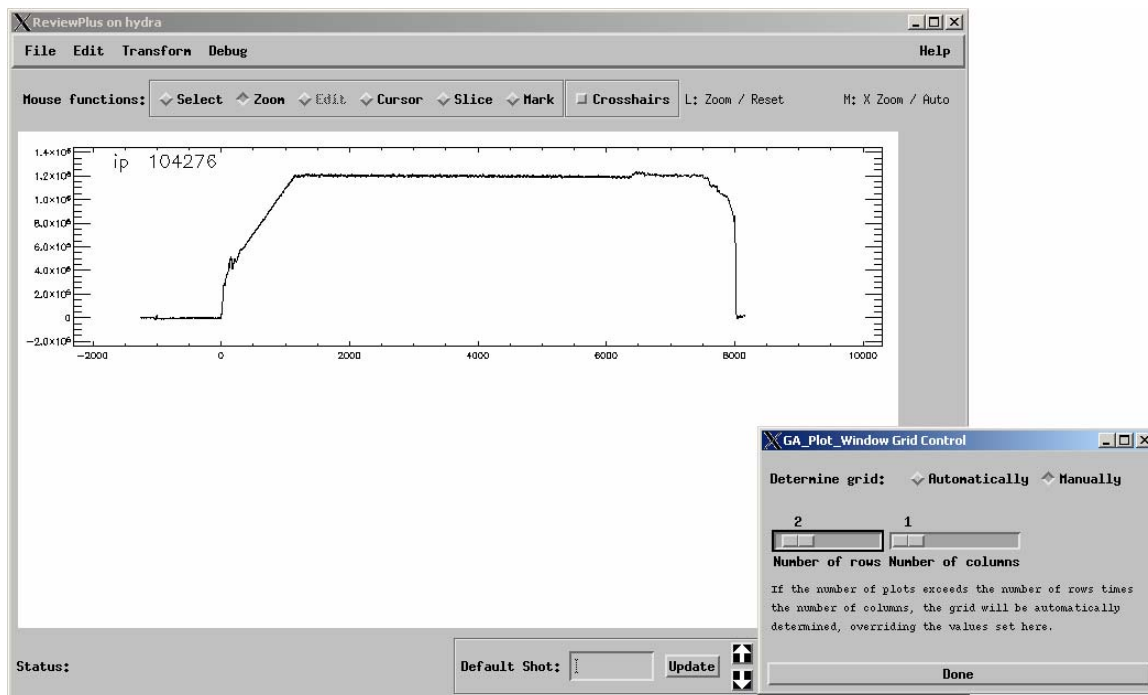 ReviewPlus on hydra
File Edit Transform Debug Help
Mouse functions: Select Zoom Edit Cursor Slice Mark Crosshairs L: Zoom / Reset M: X Zoom / Auto
ip 104276
1.4×10⁶
1.2×10⁶
1.0×10⁶
8.0×10⁵
6.0×10⁵
4.0×10⁵
2.0×10⁵
0
−2.0×10⁵
−2000 0 2000 4000 6000 8000 10000
GA_Plot_Window Grid Control
Determine grid: Automatically Manually
2 1
Number of rows Number of columns
If the number of plots exceeds the number of rows times
the number of columns, the grid will be automatically
determined, overriding the values set here.
Done
Status: Default Shot: Update